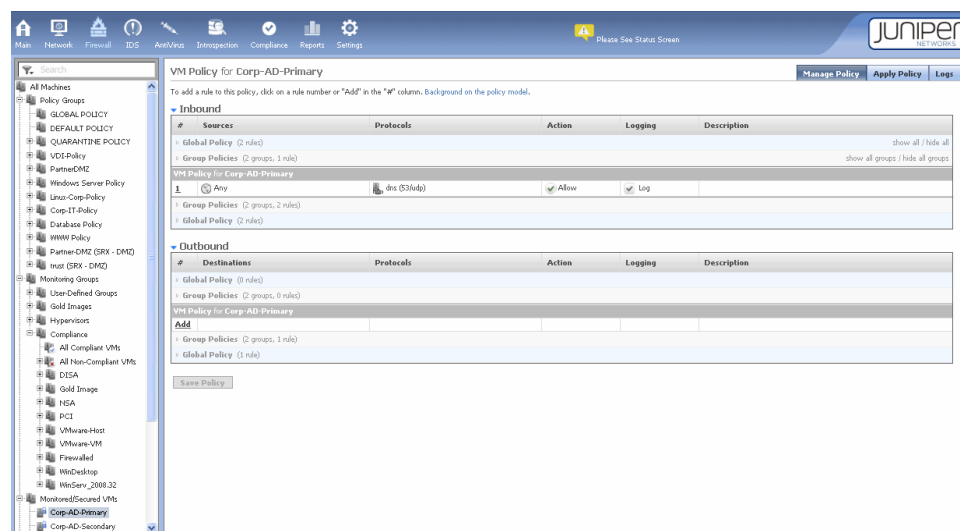 Main Network Firewall IDS AntiVirus Introspection Compliance Reports Settings
Please See Status Screen
JUNIPER
NETWORKS
Search
All Machines
Policy Groups
GLOBAL POLICY
DEFAULT POLICY
QUARANTINE POLICY
VDI-Policy
PartnerDMZ
Windows Server Policy
Linux-Corp-Policy
Corp-IT-Policy
Database Policy
WWW Policy
Partner-DMZ (SRX - DMZ)
trust (SRX - DMZ)
Monitoring Groups
User-Defined Groups
Gold Images
Hypervisors
Compliance
All Compliant VMs
All Non-Compliant VMs
DISA
Gold Image
NSA
PCI
VMware-Host
VMware-VM
Firewalled
WinDesktop
WinServ_2008.32
Monitored/Secured VMs
Corp-AD-Primary
Corp-AD-Secondary
VM Policy for Corp-AD-Primary
Manage Policy Apply Policy Logs
To add a rule to this policy, click on a rule number or "Add" in the "#" column. Background on the policy model.
Inbound
# Sources Protocols Action Logging Description
Global Policy (2 rules) show all / hide all
Group Policies (2 groups, 1 rule) show all groups / hide all groups
VM Policy for Corp-AD-Primary
1 Any dns (53/udp) Allow Log
Group Policies (2 groups, 2 rules)
Global Policy (2 rules)
Outbound
# Destinations Protocols Action Logging Description
Global Policy (0 rules)
Group Policies (2 groups, 0 rules)
VM Policy for Corp-AD-Primary
Add
Group Policies (2 groups, 1 rule)
Global Policy (1 rule)
Save Policy